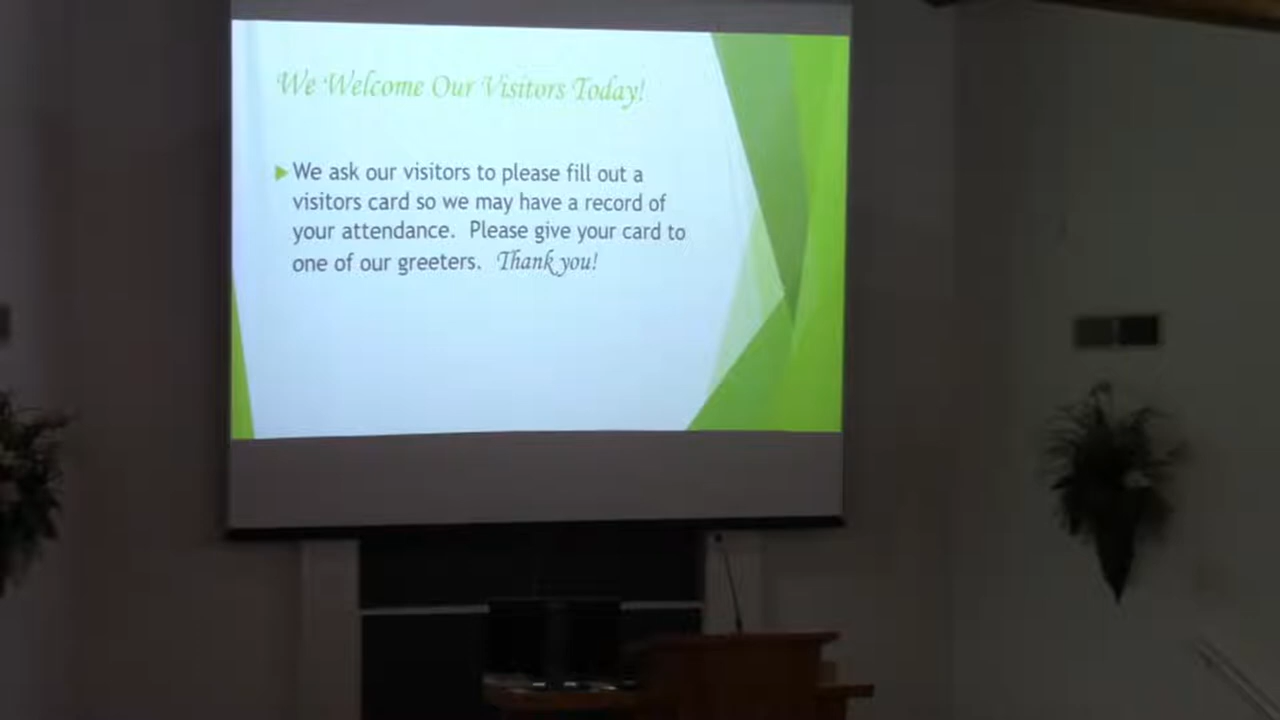 We Welcome Our Visitors Today!
We ask our visitors to please fill out a
visitors card so we may have a record of
your attendance. Please give your card to
one of our greeters. Thank you!